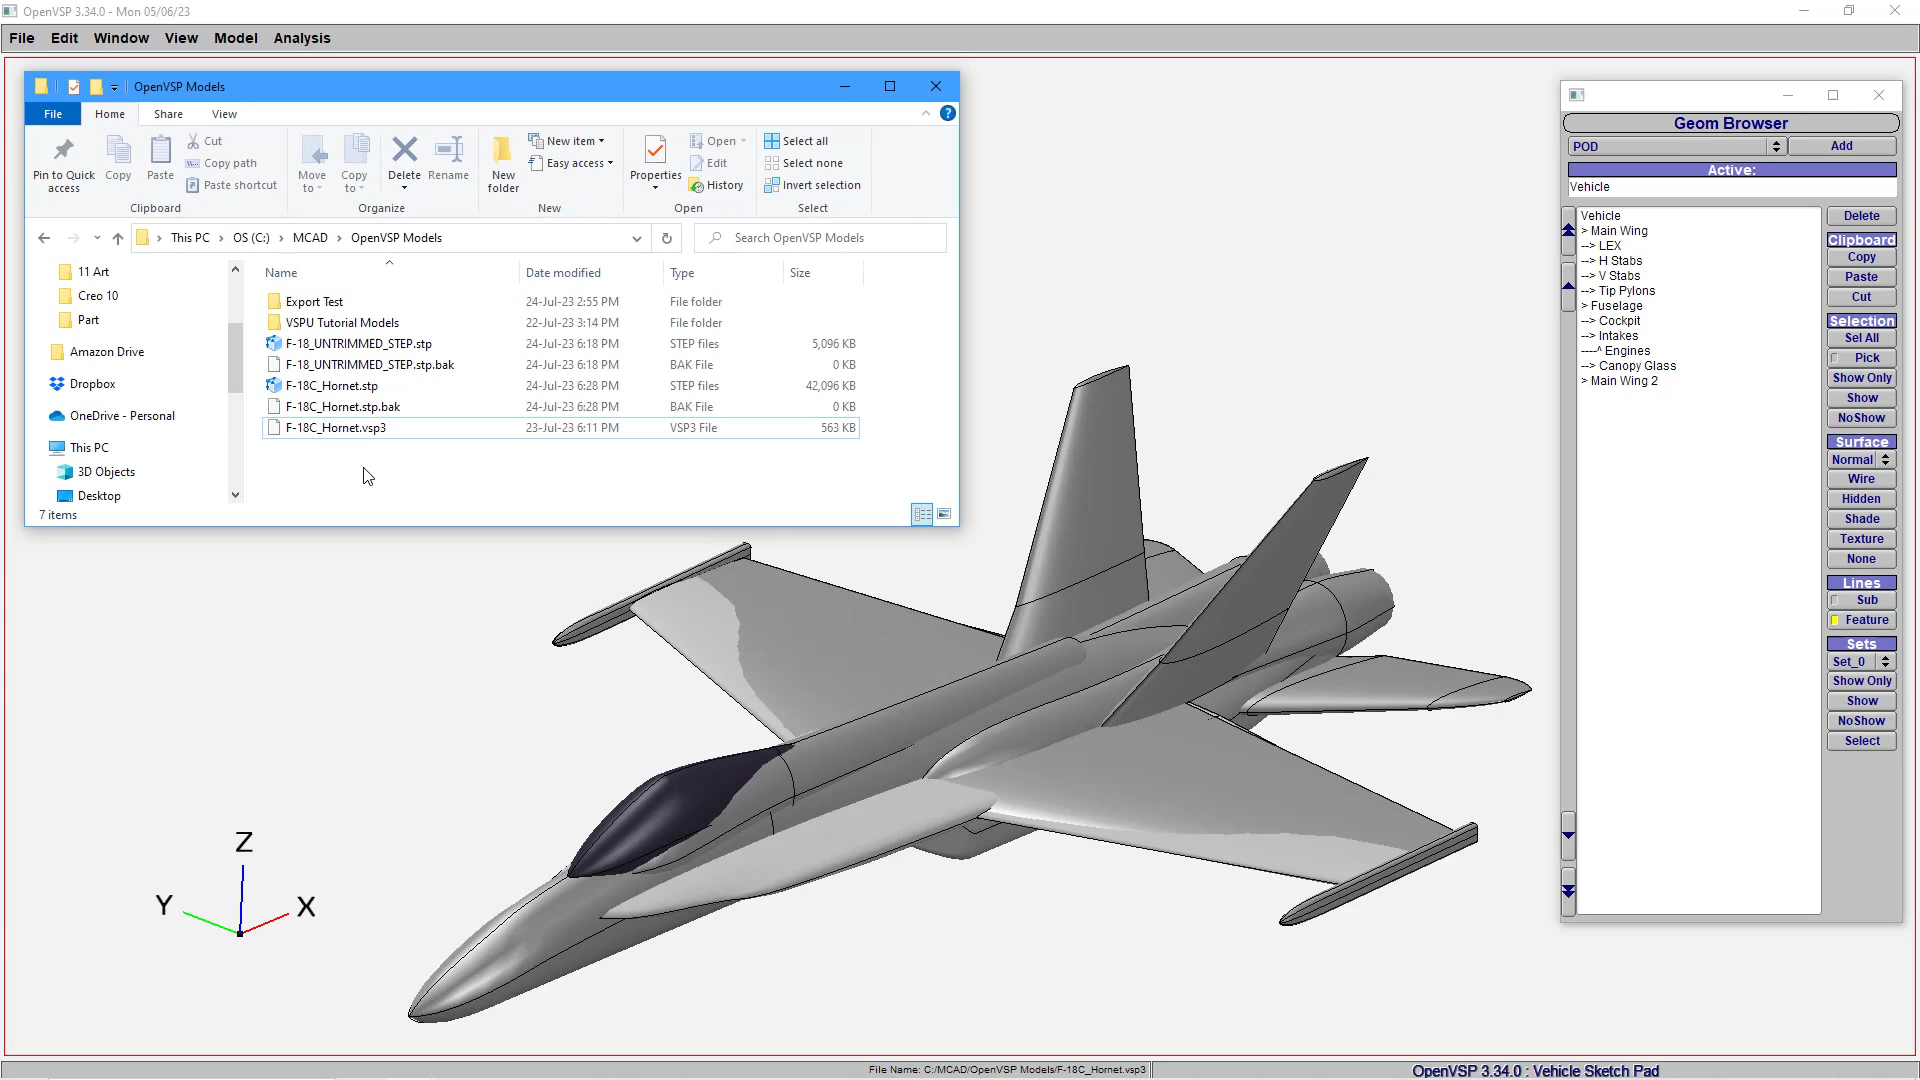 OpenVSP 3.34.0 - Mon 05/06/23
File Edit Window View Model Analysis
OpenVSP Models
File Home Share View
Pin to Quick access
Copy
Paste
Cut
Copy path
Paste shortcut
Clipboard
Move to
Copy to
Delete
Rename
Organize
New folder
New item
Easy access
New
Properties
Open
Edit
History
Open
Select all
Select none
Invert selection
Select
This PC > OS (C:) > MCAD > OpenVSP Models
Search OpenVSP Models
11 Art
Creo 10
Part
Amazon Drive
Dropbox
OneDrive - Personal
This PC
3D Objects
Desktop
Name Date modified Type Size
Export Test 24-Jul-23 2:55 PM File folder
VSPU Tutorial Models 22-Jul-23 3:14 PM File folder
F-18_UNTRIMMED_STEP.stp 24-Jul-23 6:18 PM STEP files 5,096 KB
F-18_UNTRIMMED_STEP.stp.bak 24-Jul-23 6:18 PM BAK File 0 KB
F-18C_Hornet.stp 24-Jul-23 6:28 PM STEP files 42,096 KB
F-18C_Hornet.stp.bak 24-Jul-23 6:28 PM BAK File 0 KB
F-18C_Hornet.vsp3 23-Jul-23 6:11 PM VSP3 File 563 KB
7 items
Z
Y
X
Geom Browser
POD Add
Active:
Vehicle
Vehicle
> Main Wing
--> LEX
--> H Stabs
--> V Stabs
--> Tip Pylons
> Fuselage
--> Cockpit
--> Intakes
----^ Engines
--> Canopy Glass
> Main Wing 2
Delete
Clipboard
Copy
Paste
Cut
Selection
Sel All
Pick
Show Only
Show
NoShow
Surface
Normal
Wire
Hidden
Shade
Texture
None
Lines
Sub
Feature
Sets
Set_0
Show Only
Show
NoShow
Select
File Name: C:/MCAD/OpenVSP Models/F-18C_Hornet.vsp3
OpenVSP 3.34.0 : Vehicle Sketch Pad